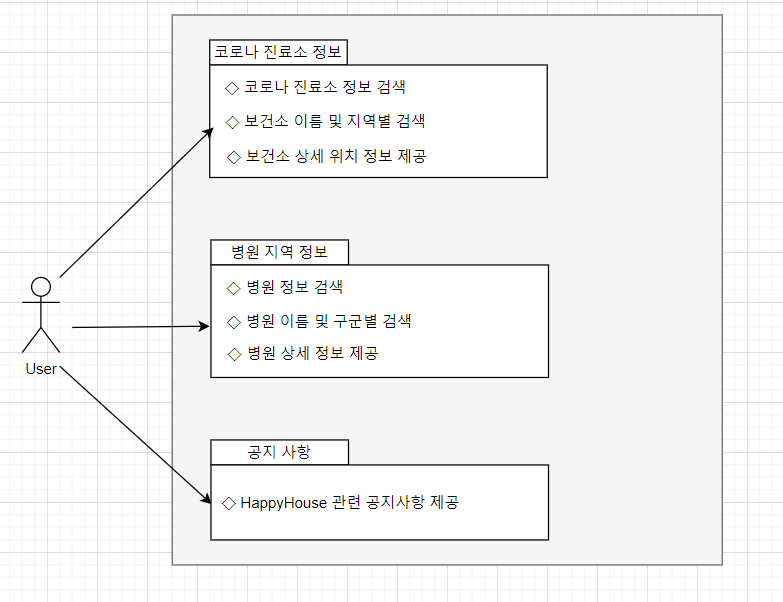 코로나 진료소 정보
코로나 진료소 정보 검색
보건소 이름 및 지역별 검색
보건소 상세 위치 정보 제공
병원 지역 정보
병원 정보 검색
병원 이름 및 구군별 검색
병원 상세 정보 제공
User
공지 사항
HappyHouse 관련 공지사항 제공